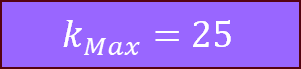 k_Max = 25